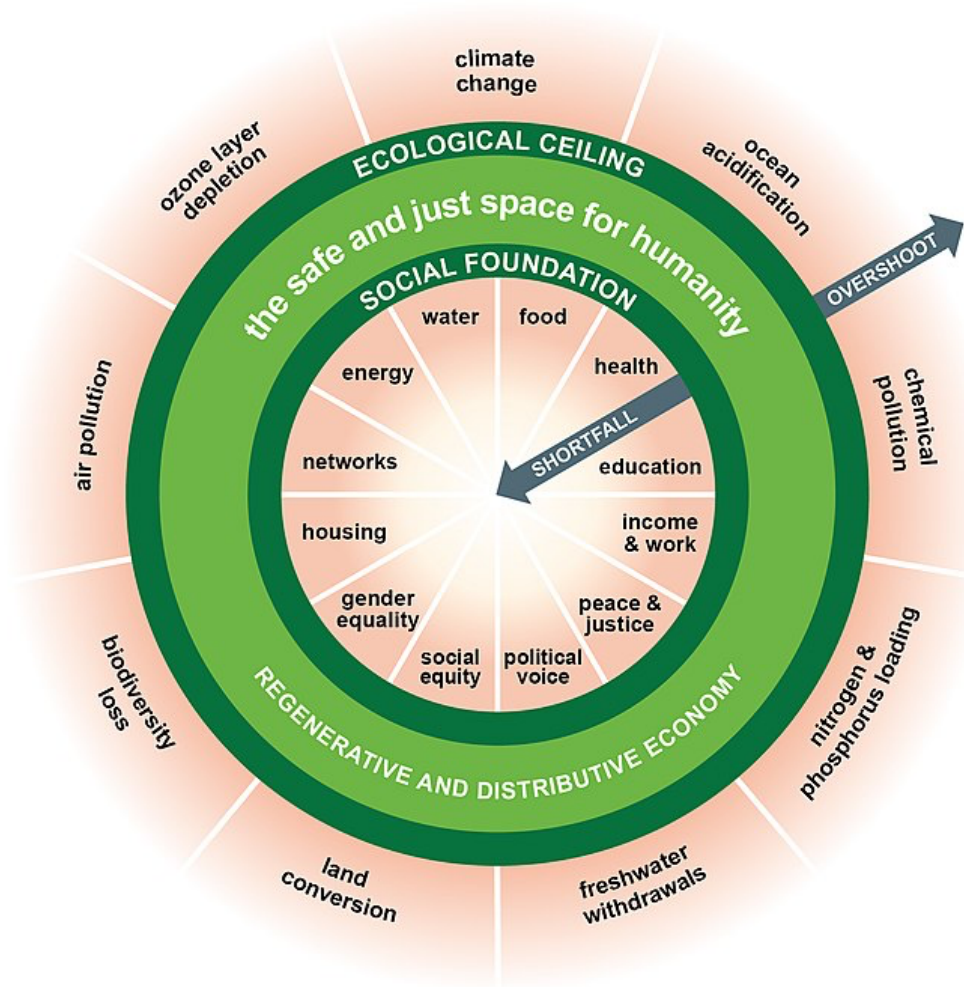 climate
change
ocean
acidification
OVERSHOOT
chemical
pollution
nitrogen &
phosphorus loading
freshwater
withdrawals
land
conversion
biodiversity
loss
air pollution
ozone layer
depletion
ECOLOGICAL CEILING
the safe and just space for humanity
SOCIAL FOUNDATION
water
food
health
SHORTFALL
education
income
& work
peace &
justice
political
voice
social
equity
gender
equality
housing
networks
energy
REGENERATIVE AND DISTRIBUTIVE ECONOMY